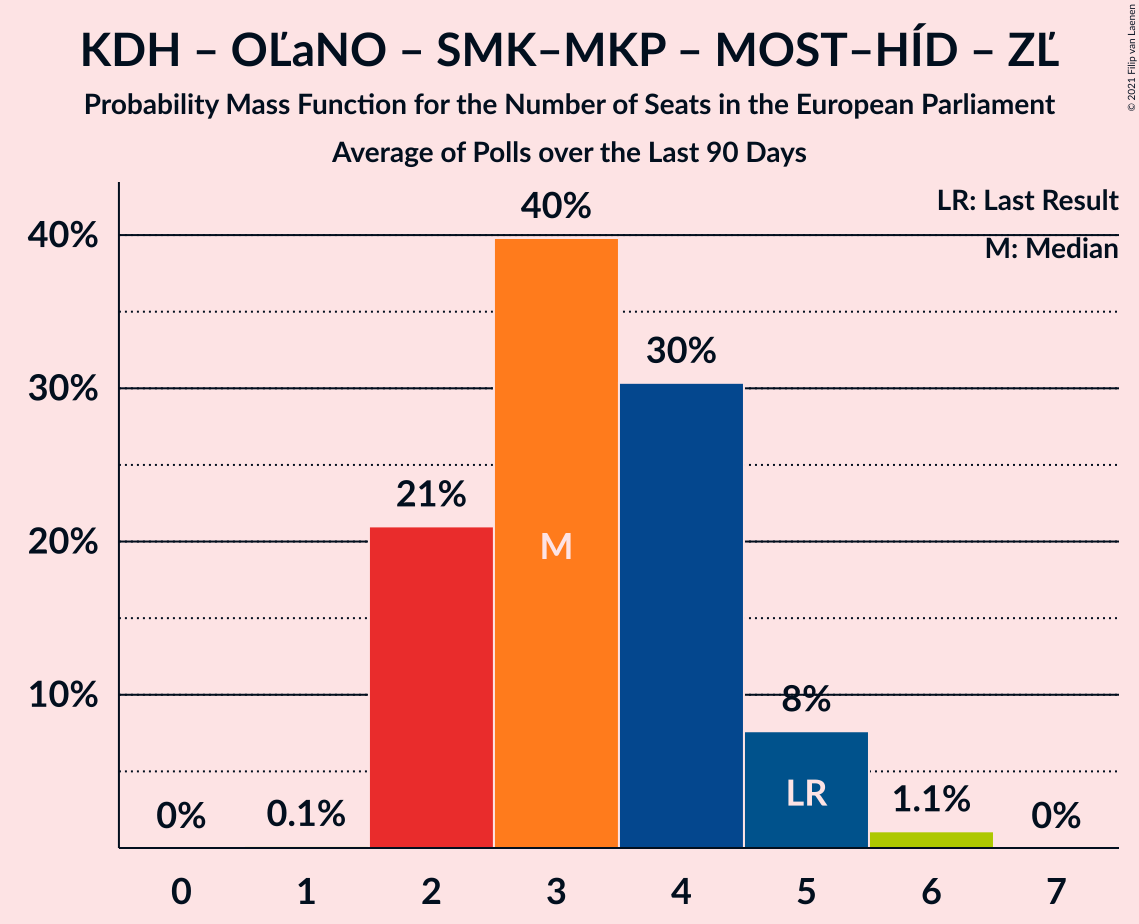 KDH – OĽaNO – SMK–MKP – MOST–HÍD – ZĽ
Probability Mass Function for the Number of Seats in the European Parliament
Average of Polls over the Last 90 Days
© 2021 Filip van Laenen
LR: Last Result
M: Median
40%
30%
20%
10%
0%
0.1%
21%
40%
30%
8%
1.1%
0%
M
LR
0 1 2 3 4 5 6 7